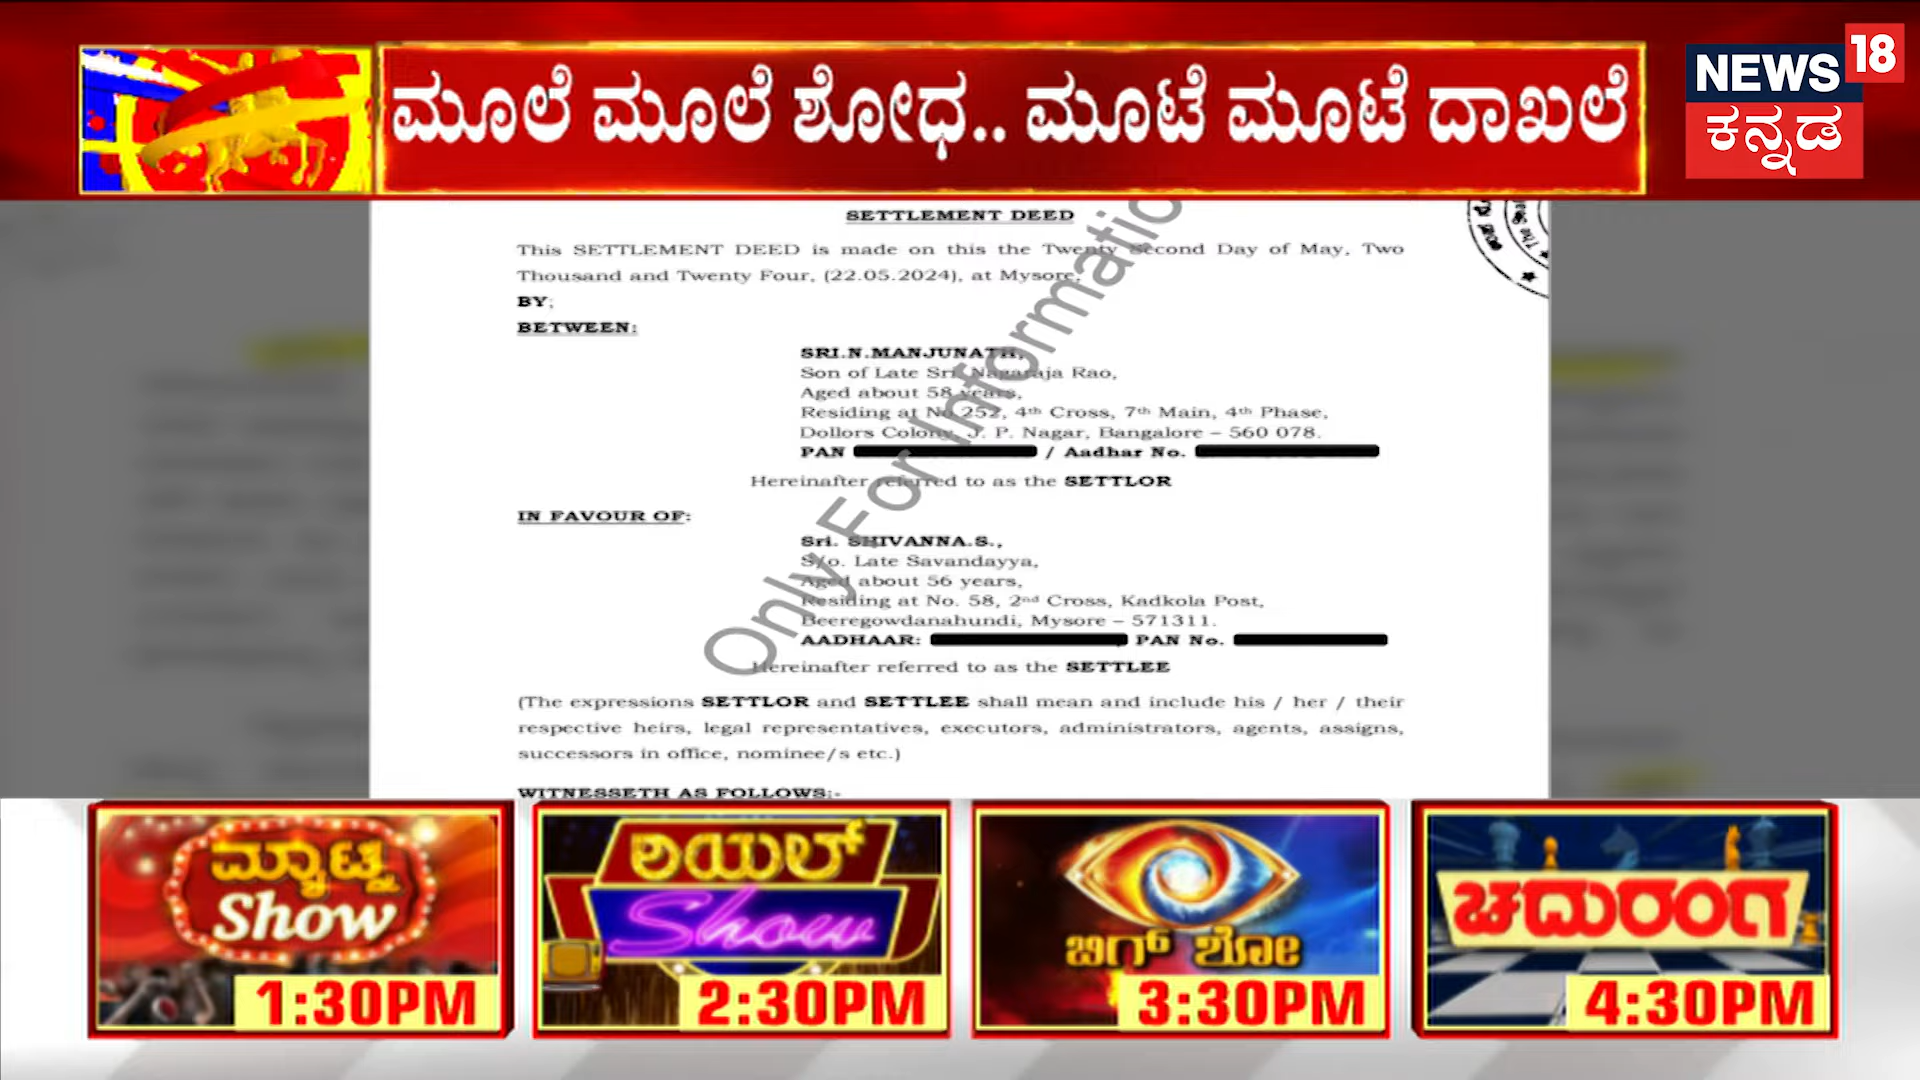 ಮೂಲೆ ಮೂಲೆ ಶೋಧ.. ಮೂಟೆ ಮೂಟೆ ದಾಖಲೆ
NEWS 18
ಕನ್ನಡ
SETTLEMENT DEED
This SETTLEMENT DEED is made on this the Twenty Second Day of May, Two
Thousand and Twenty Four, (22.05.2024), at Mysore.
BY;
BETWEEN:
SRI.N.MANJUNATH,
Son of Late Sri. Nagaraja Rao,
Aged about 58 years,
Residing at No.252, 4th Cross, 7th Main, 4th Phase,
Dollors Colony, J. P. Nagar, Bangalore – 560 078.
PAN / Aadhar No.
Hereinafter referred to as the SETTLOR
IN FAVOUR OF:
Sri. SHIVANNA.S.,
S/o. Late Savandayya,
Aged about 56 years,
Residing at No. 58, 2nd Cross, Kadkola Post,
Beeregowdanahundi, Mysore – 571311.
AADHAAR: PAN No.
Hereinafter referred to as the SETTLEE
(The expressions SETTLOR and SETTLEE shall mean and include his / her / their
respective heirs, legal representatives, executors, administrators, agents, assigns,
successors in office, nominee/s etc.)
WITNESSETH AS FOLLOWS:-
Only For Informatio
ಮ್ಯಾಟ್ನಿ
Show
1:30PM
ರಿಯಲ್
Show
2:30PM
ಬಿಗ್ ಶೋ
3:30PM
ಚದುರಂಗ
4:30PM